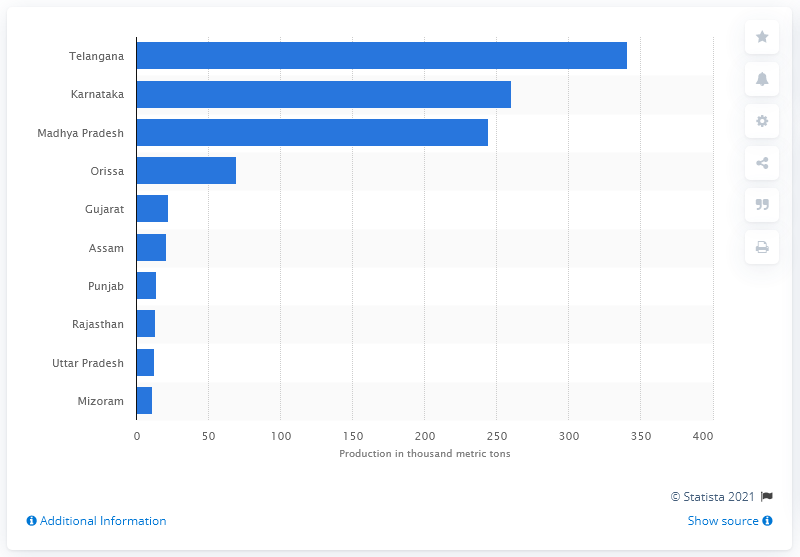 Telangana
Karnataka
Madhya Pradesh
Orissa
Gujarat
Assam
Punjab
Rajasthan
Uttar Pradesh
Mizoram
0 50 100 150 200 250 300 350 400
Production in thousand metric tons
© Statista 2021
Additional Information Show source